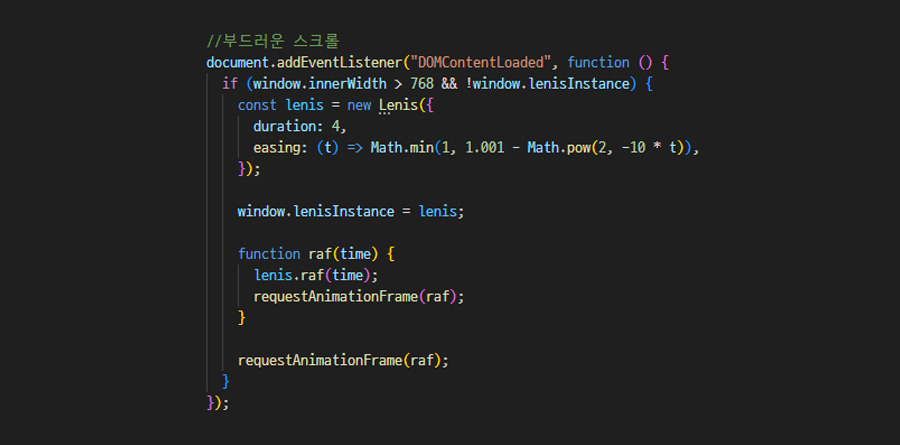 //부드러운 스크롤
document.addEventListener("DOMContentLoaded", function () {
if (window.innerWidth > 768 && !window.lenisInstance) {
const lenis = new Lenis({
duration: 4,
easing: (t) => Math.min(1, 1.001 - Math.pow(2, -10 * t)),
});
window.lenisInstance = lenis;
function raf(time) {
lenis.raf(time);
requestAnimationFrame(raf);
}
requestAnimationFrame(raf);
}
});